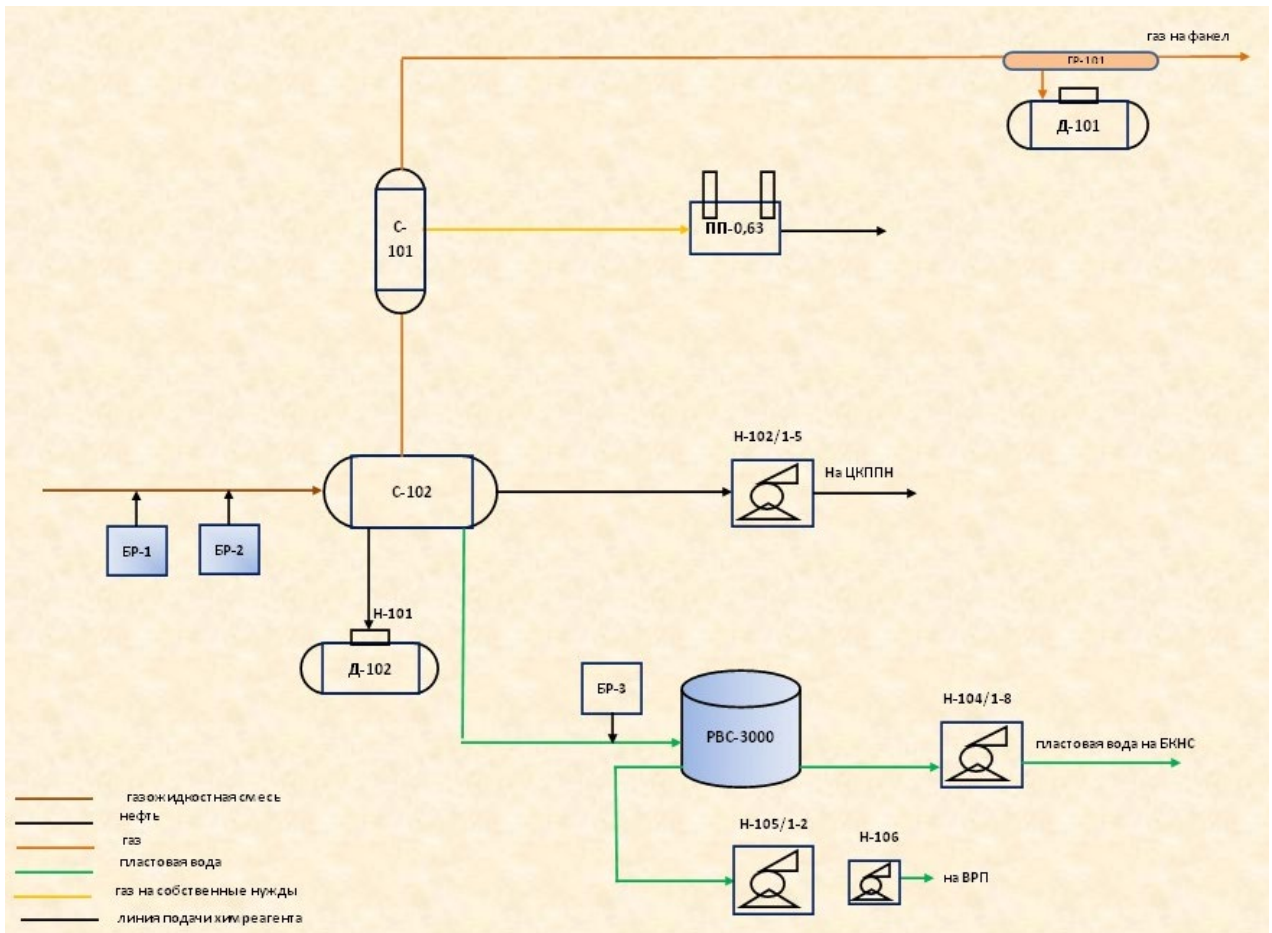 газ на факел
ГР-101
Д-101
С-
101
ПП-0,63
Н-102/1-5
На ЦКППН
С-102
БР-1
БР-2
Н-101
Д-102
БР-3
РВС-3000
Н-104/1-8
пластовая вода на БКНС
Н-105/1-2
Н-106
на ВРП
газожидкостная смесь
нефть
газ
пластовая вода
газ на собственные нужды
линия подачи химреагента